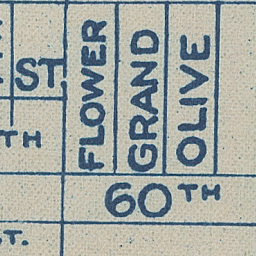 ST.
TH
FLOWER
GRAND
OLIVE
60TH
T.